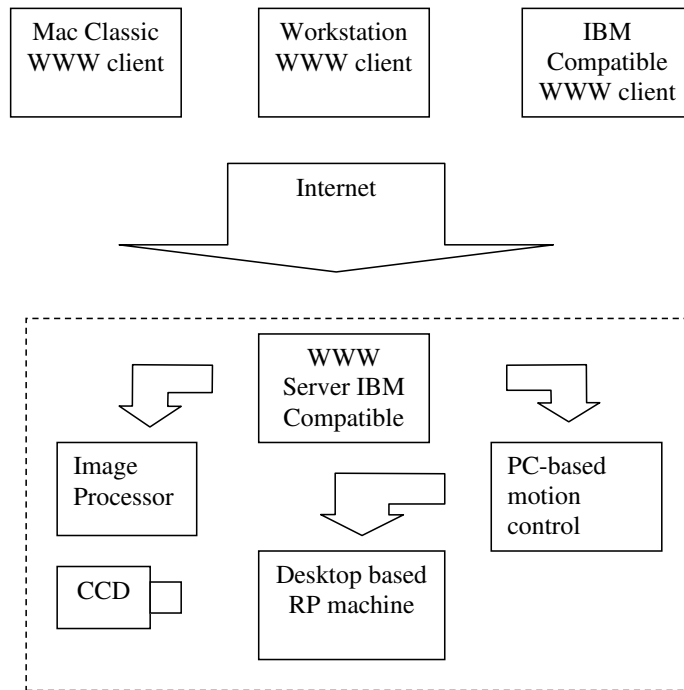 Mac Classic
WWW client
Workstation
WWW client
IBM
Compatible
WWW client
Internet
WWW
Server IBM
Compatible
Image
Processor
PC-based
motion
control
CCD
Desktop based
RP machine